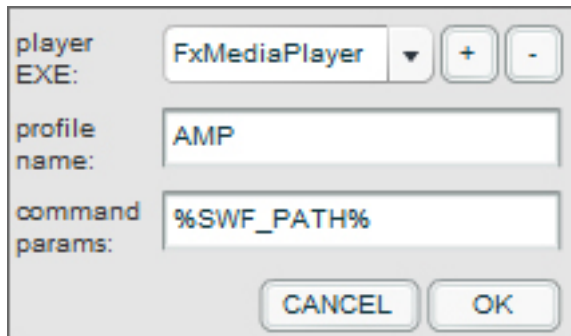 player
EXE:
FxMediaPlayer
+
-
profile
name:
AMP
command
params:
%SWF_PATH%
CANCEL
OK